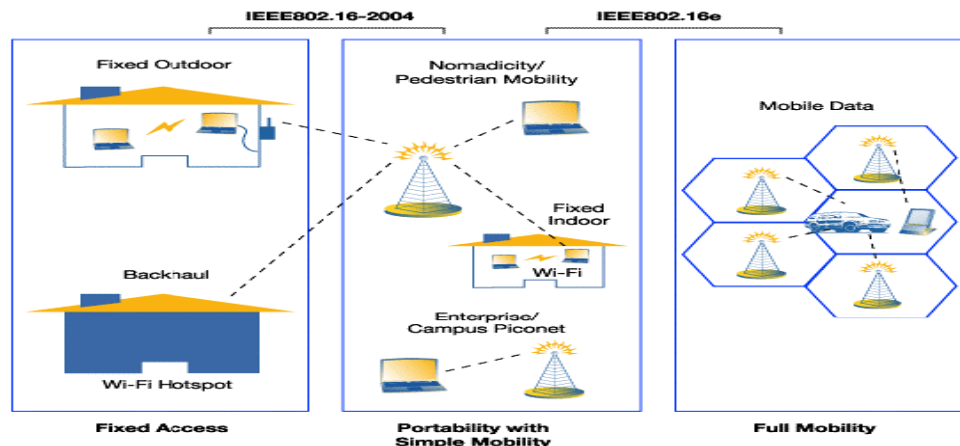 IEEE802.16-2004
IEEE802.16e
Fixed Outdoor
Backhaul
Wi-Fi Hotspot
Fixed Access
Nomadicity/
Pedestrian Mobility
Fixed
Indoor
Wi-Fi
Enterprise/
Campus Piconet
Portability with
Simple Mobility
Mobile Data
Full Mobility